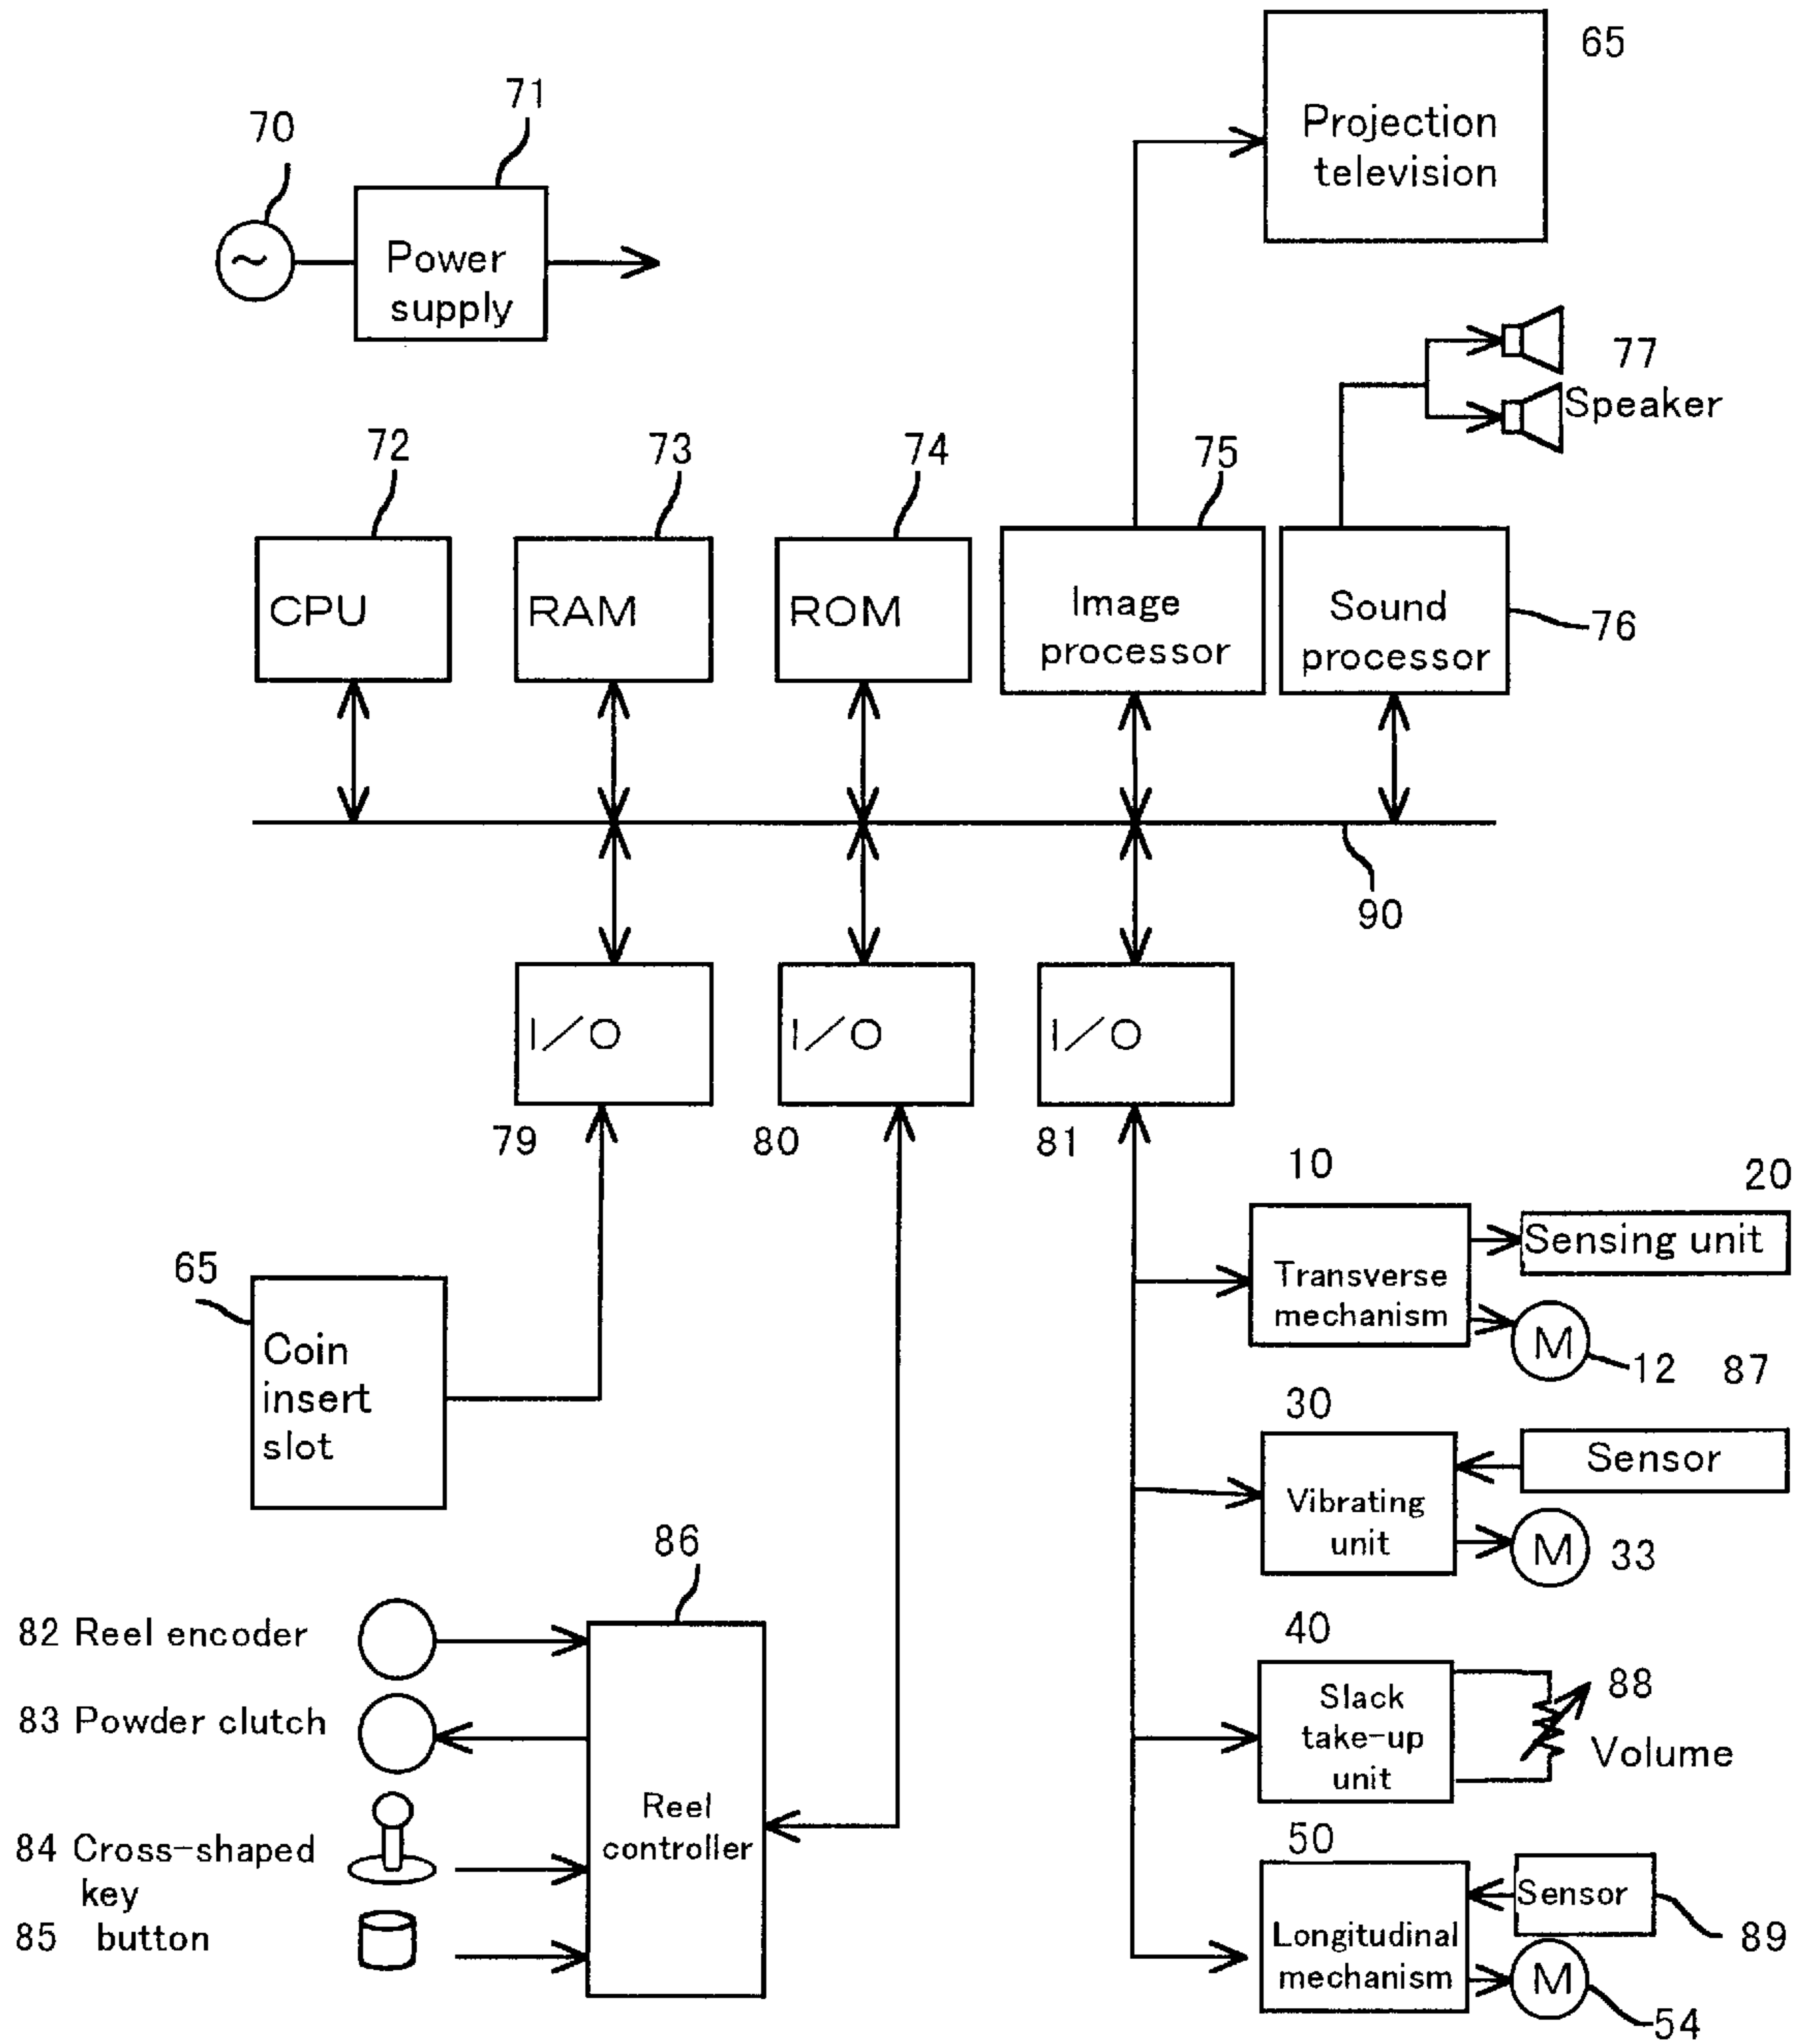 65
Projection
television
71
70
Power
supply
77
Speaker
72
73
74
75
CPU
RAM
ROM
Image
processor
Sound
processor
76
90
I/O
I/O
I/O
79
80
81
10
20
Transverse
mechanism
Sensing unit
M
12
87
65
Coin
insert
slot
30
Vibrating
unit
Sensor
M
33
86
82 Reel encoder
83 Powder clutch
84 Cross-shaped
key
85 button
Reel
controller
40
Slack
take-up
unit
88
Volume
50
Longitudinal
mechanism
Sensor
89
M
54